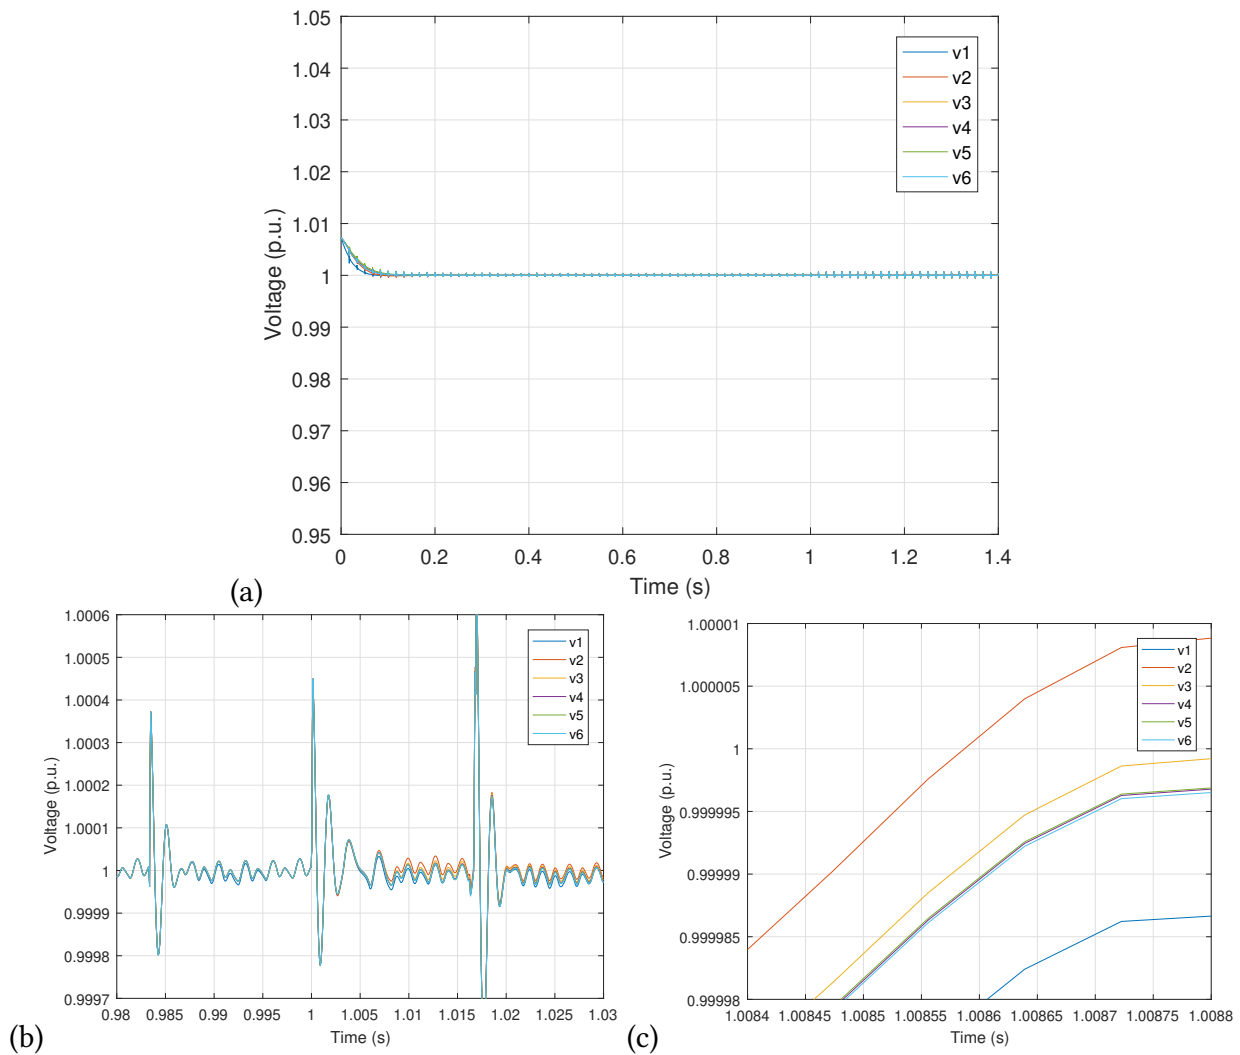 1.05
1.04
1.03
1.02
1.01
1
0.99
0.98
0.97
0.96
0.95
Voltage (p.u.)
0 0.2 0.4 0.6 0.8 1 1.2 1.4
Time (s)
v1
v2
v3
v4
v5
v6
(a)
1.0006
1.0005
1.0004
1.0003
1.0002
1.0001
1
0.9999
0.9998
0.9997
Voltage (p.u.)
0.98 0.985 0.99 0.995 1 1.005 1.01 1.015 1.02 1.025 1.03
Time (s)
v1
v2
v3
v4
v5
v6
(b)
1.00001
1.000005
1
0.999995
0.99999
0.999985
0.99998
Voltage (p.u.)
1.0084 1.00845 1.0085 1.00855 1.0086 1.00865 1.0087 1.00875 1.0088
Time (s)
v1
v2
v3
v4
v5
v6
(c)